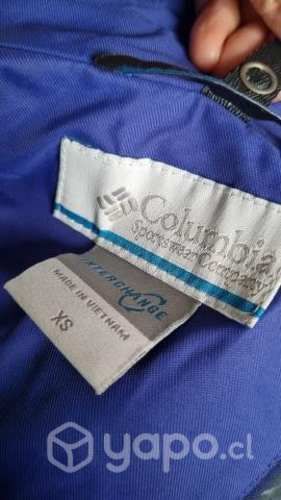 Columbia
Sportswear Company
INTERCHANGE
MADE IN VIETNAM
XS
yapo.cl